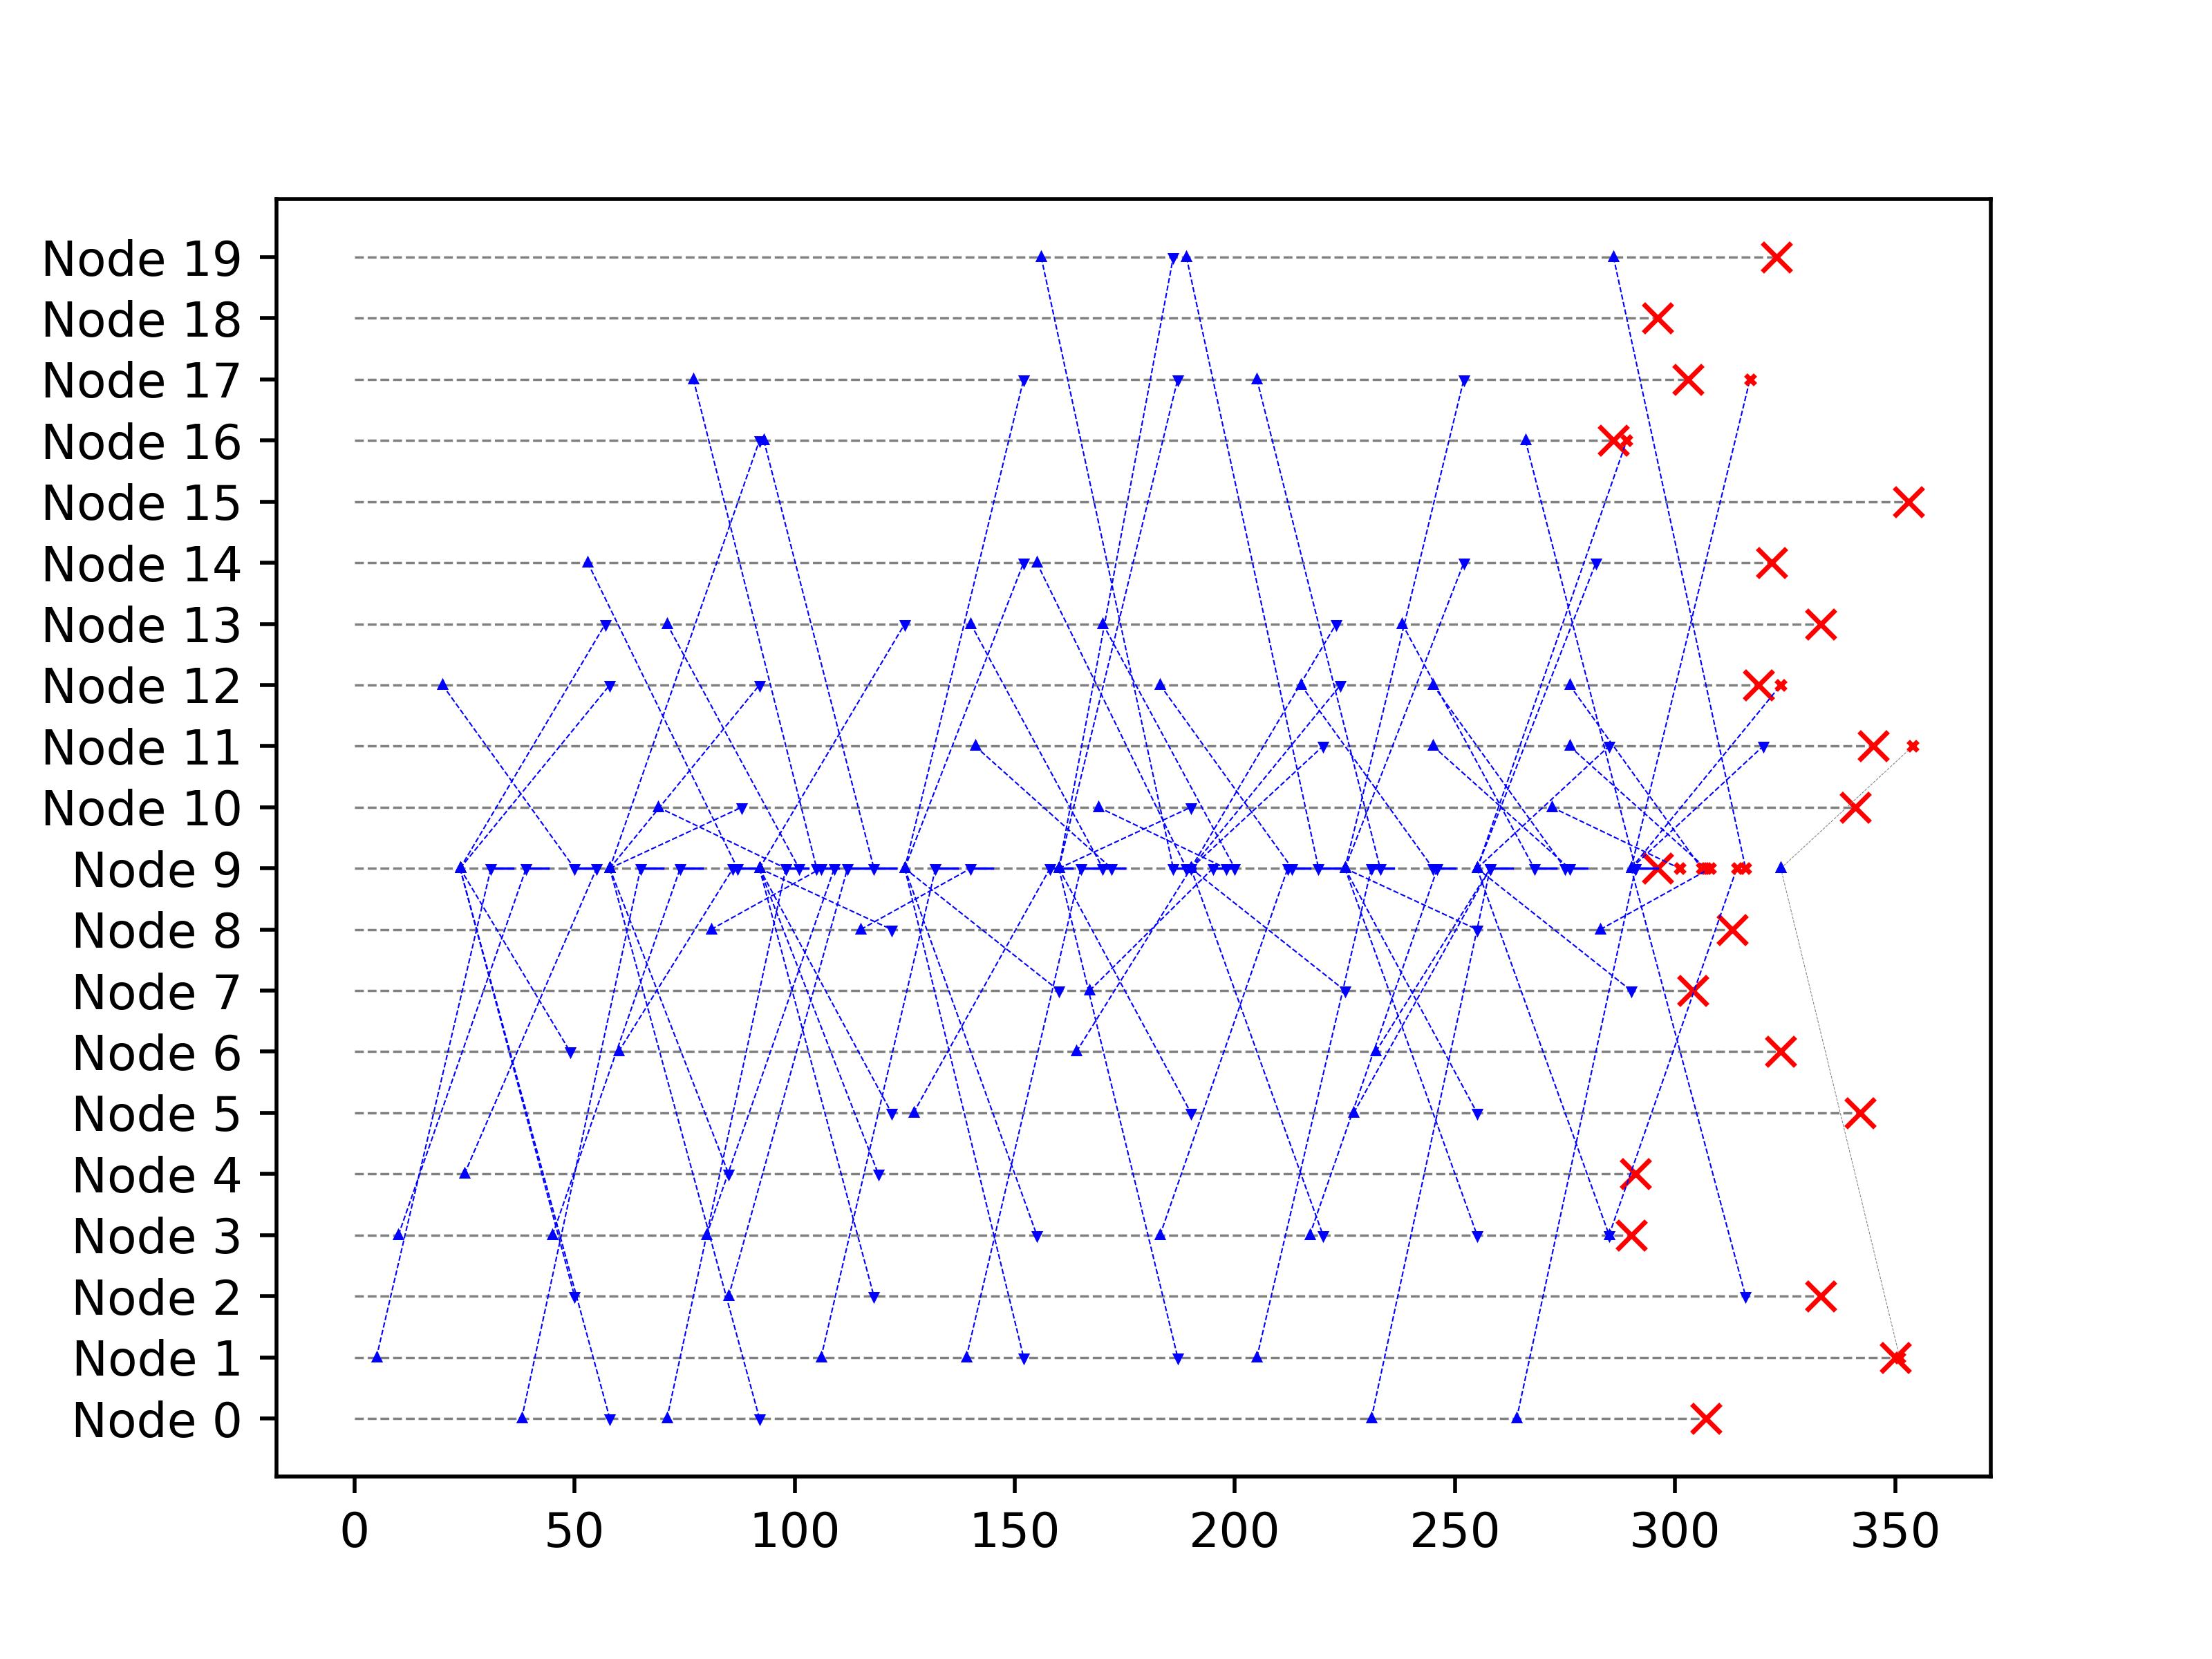 Node 19
Node 18
Node 17
Node 16
Node 15
Node 14
Node 13
Node 12
Node 11
Node 10
Node 9
Node 8
Node 7
Node 6
Node 5
Node 4
Node 3
Node 2
Node 1
Node 0
0 50 100 150 200 250 300 350